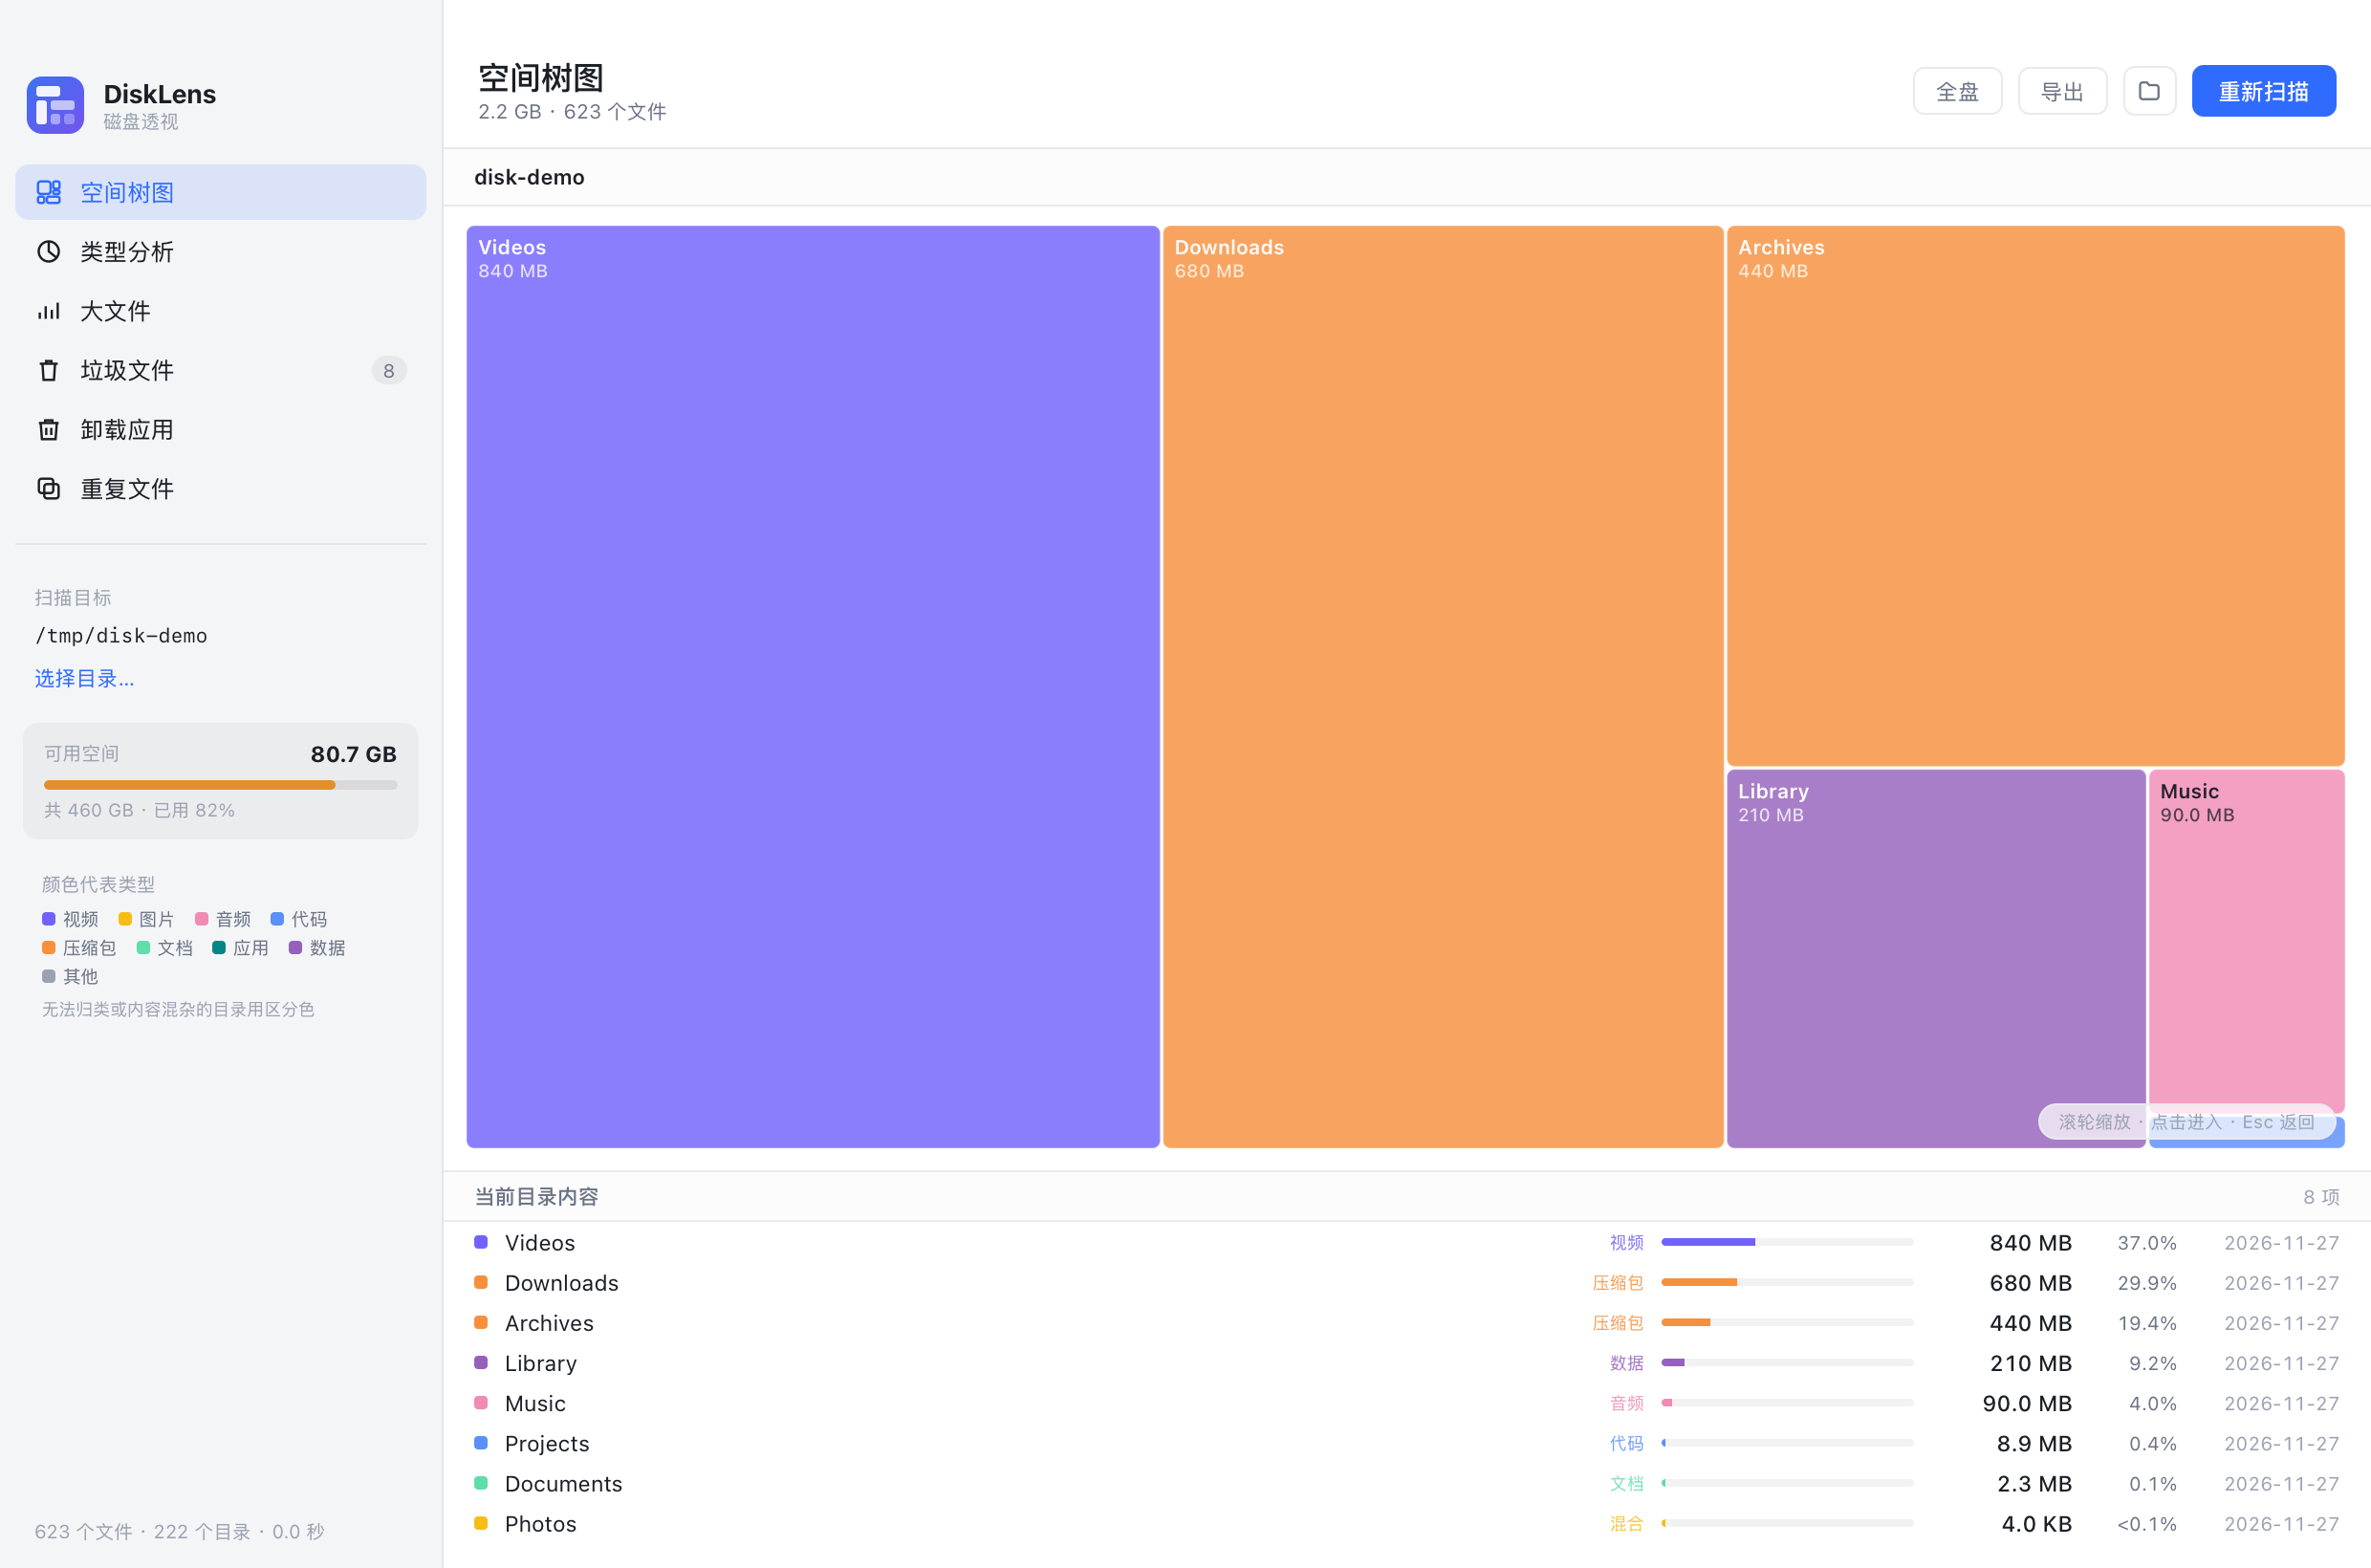 DiskLens
磁盘透视
空间树图
类型分析
大文件
垃圾文件 8
卸载应用
重复文件
扫描目标
/tmp/disk-demo
选择目录...
可用空间 80.7 GB
共 460 GB · 已用 82%
颜色代表类型
视频 图片 音频 代码
压缩包 文档 应用 数据
其他
无法归类或内容混杂的目录用区分色
623 个文件 · 222 个目录 · 0.0 秒
空间树图
2.2 GB · 623 个文件
全盘 导出 重新扫描
disk-demo
Videos
840 MB
Downloads
680 MB
Archives
440 MB
Library
210 MB
Music
90.0 MB
滚轮缩放 · 点击进入 · Esc 返回
当前目录内容 8 项
Videos 视频 840 MB 37.0% 2026-11-27
Downloads 压缩包 680 MB 29.9% 2026-11-27
Archives 压缩包 440 MB 19.4% 2026-11-27
Library 数据 210 MB 9.2% 2026-11-27
Music 音频 90.0 MB 4.0% 2026-11-27
Projects 代码 8.9 MB 0.4% 2026-11-27
Documents 文档 2.3 MB 0.1% 2026-11-27
Photos 混合 4.0 KB <0.1% 2026-11-27